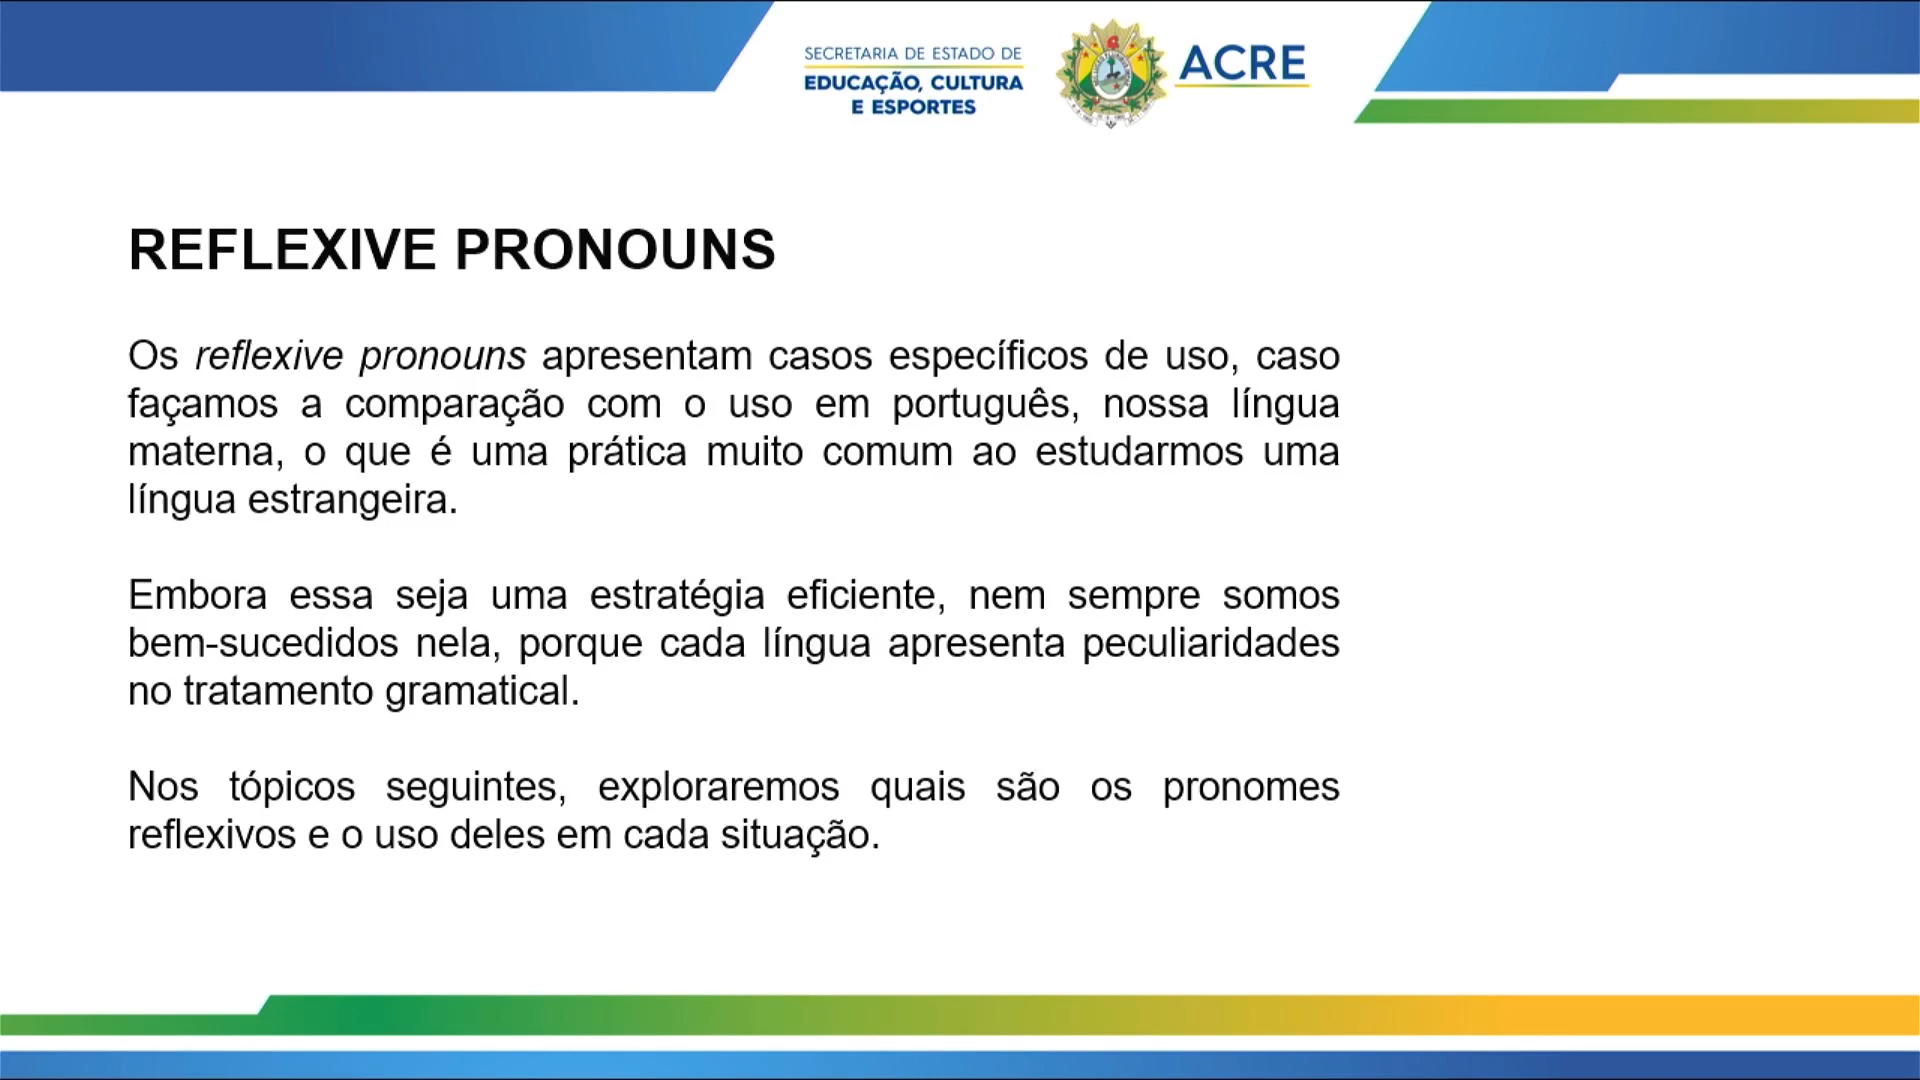 SECRETARIA DE ESTADO DE
EDUCAÇÃO, CULTURA
E ESPORTES
ACRE
REFLEXIVE PRONOUNS
Os reflexive pronouns apresentam casos específicos de uso, caso
façamos a comparação com o uso em português, nossa língua
materna, o que é uma prática muito comum ao estudarmos uma
língua estrangeira.
Embora essa seja uma estratégia eficiente, nem sempre somos
bem-sucedidos nela, porque cada língua apresenta peculiaridades
no tratamento gramatical.
Nos tópicos seguintes, exploraremos quais são os pronomes
reflexivos e o uso deles em cada situação.